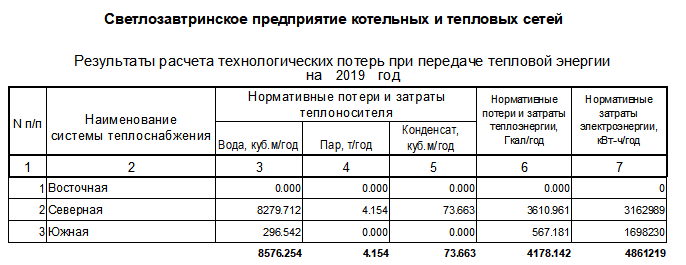 Светлозавтринское предприятие котельных и тепловых сетей
Результаты расчета технологических потерь при передаче тепловой энергии
на 2019 год
N п/п Наименование системы теплоснабжения Нормативные потери и затраты теплоносителя Нормативные потери и затраты теплоэнергии, Гкал/год Нормативные затраты электроэнергии, кВт-ч/год
Вода, куб.м/год Пар, т/год Конденсат, куб.м/год
1 2 3 4 5 6 7
1 Восточная 0.000 0.000 0.000 0.000 0
2 Северная 8279.712 4.154 73.663 3610.961 3162989
3 Южная 296.542 0.000 0.000 567.181 1698230
8576.254 4.154 73.663 4178.142 4861219